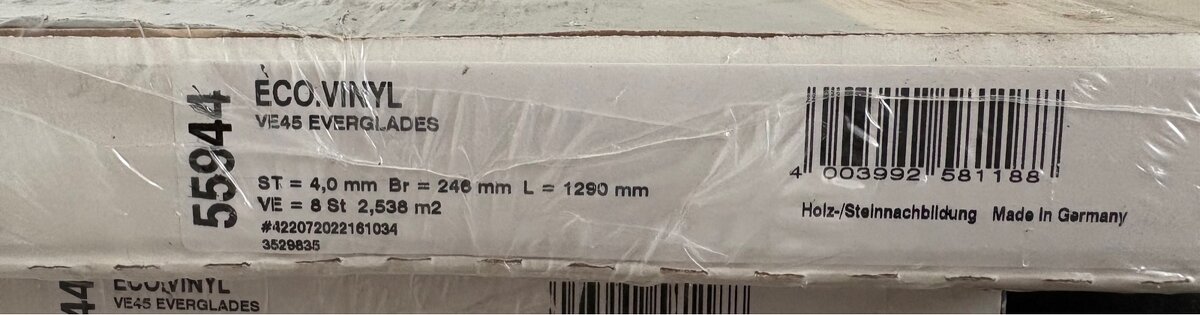 55944
ECO.VINYL
VE45 EVERGLADES
ST = 4,0 mm Br = 246 mm L = 1290 mm
VE = 8 St 2,538 m2
#422072022161034
3529835
4 003992 581188
Holz-/Steinnachbildung Made in Germany
44
ECO.VINYL
VE45 EVERGLADES